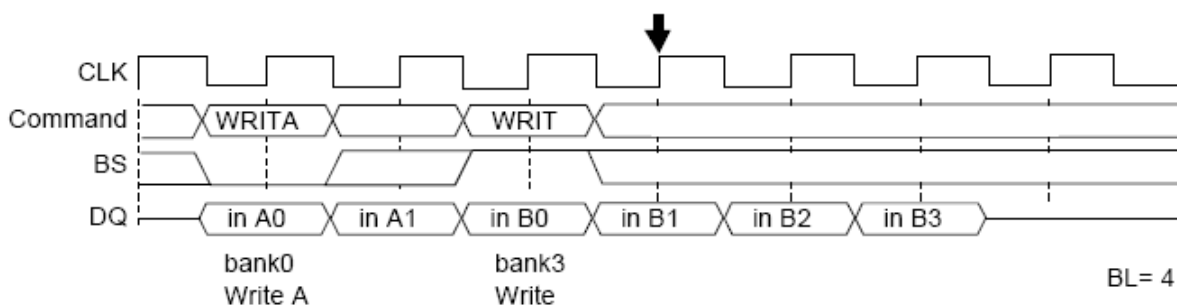 CLK
Command WRITA WRIT
BS
DQ in A0 in A1 in B0 in B1 in B2 in B3
bank0 bank3
Write A Write BL= 4